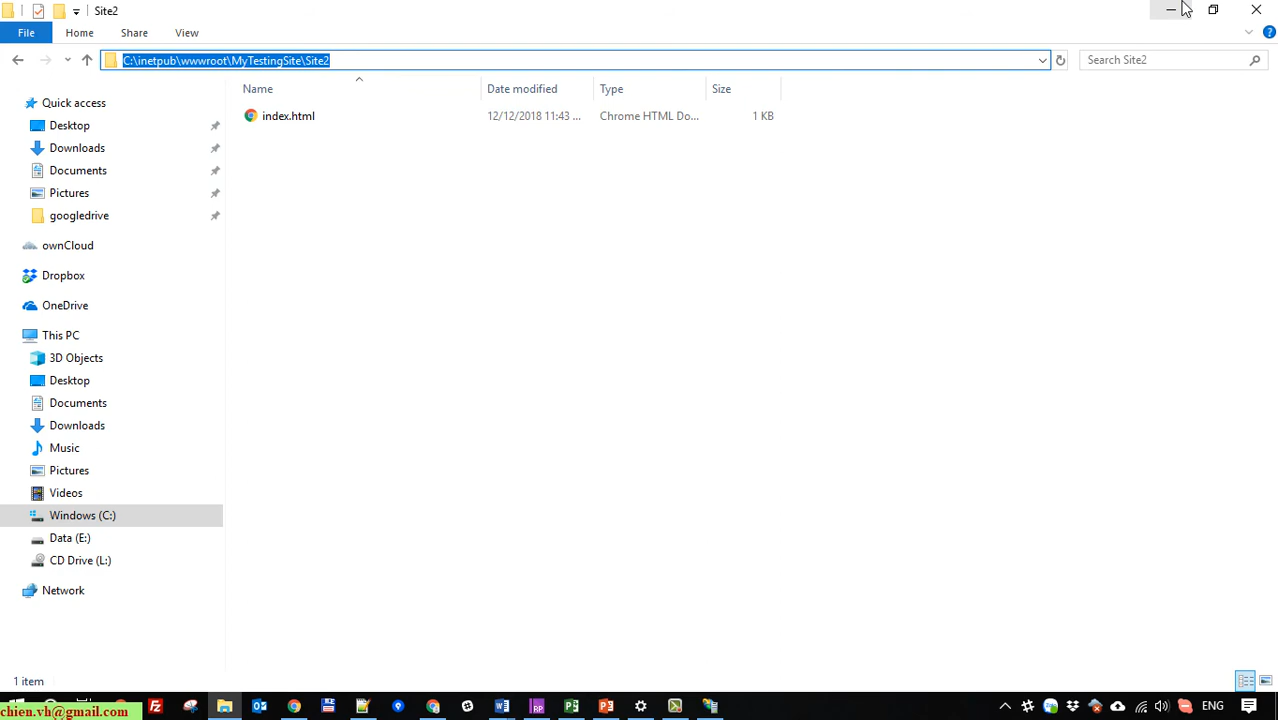 Site2
File Home Share View
C:\inetpub\wwwroot\MyTestingSite\Site2
Search Site2
Name Date modified Type Size
index.html 12/12/2018 11:43 ... Chrome HTML Do... 1 KB
Quick access
Desktop
Downloads
Documents
Pictures
googledrive
ownCloud
Dropbox
OneDrive
This PC
3D Objects
Desktop
Documents
Downloads
Music
Pictures
Videos
Windows (C:)
Data (E:)
CD Drive (L:)
Network
1 item
ENG
chien.vh@gmail.com